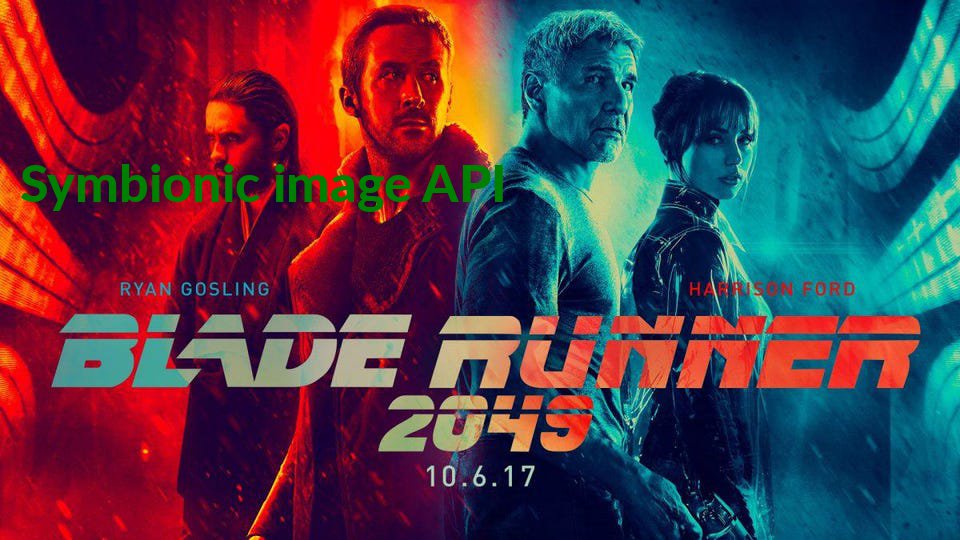 Symbionic image API
RYAN GOSLING
HARRISON FORD
BLADE RUNNER
2049
10.6.17